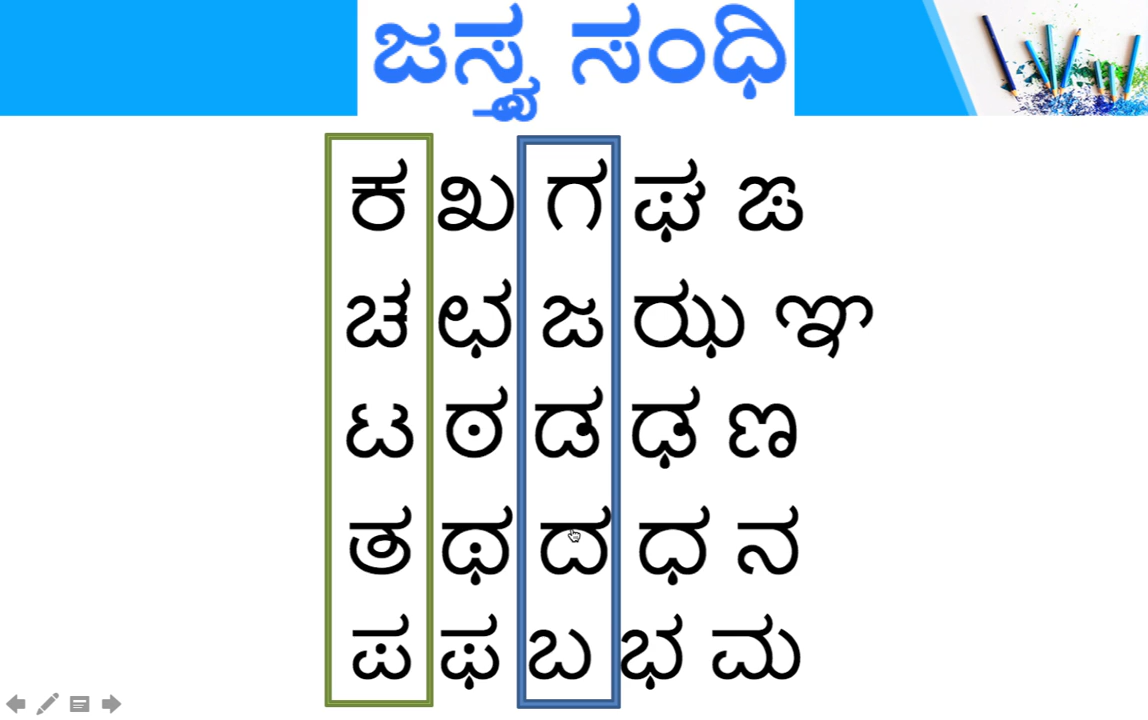 ಜಸ್ತ್ವ ಸಂಧಿ
ಕ ಖ ಗ ಘ ಙ
ಚ ಛ ಜ ಝ ಞ
ಟ ಠ ಡ ಢ ಣ
ತ ಥ ದ ಧ ನ
ಪ ಫ ಬ ಭ ಮ